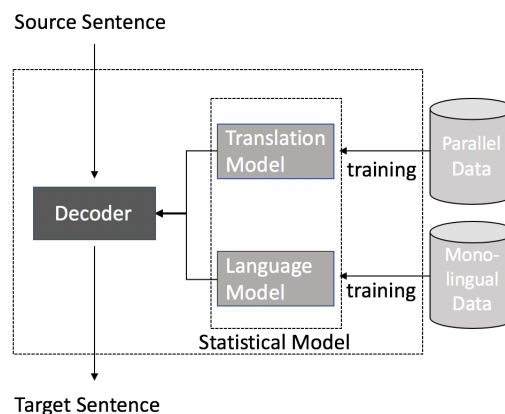 Source Sentence
Translation
Model
training
Parallel
Data
Decoder
Language
Model
training
Mono-
lingual
Data
Statistical Model
Target Sentence